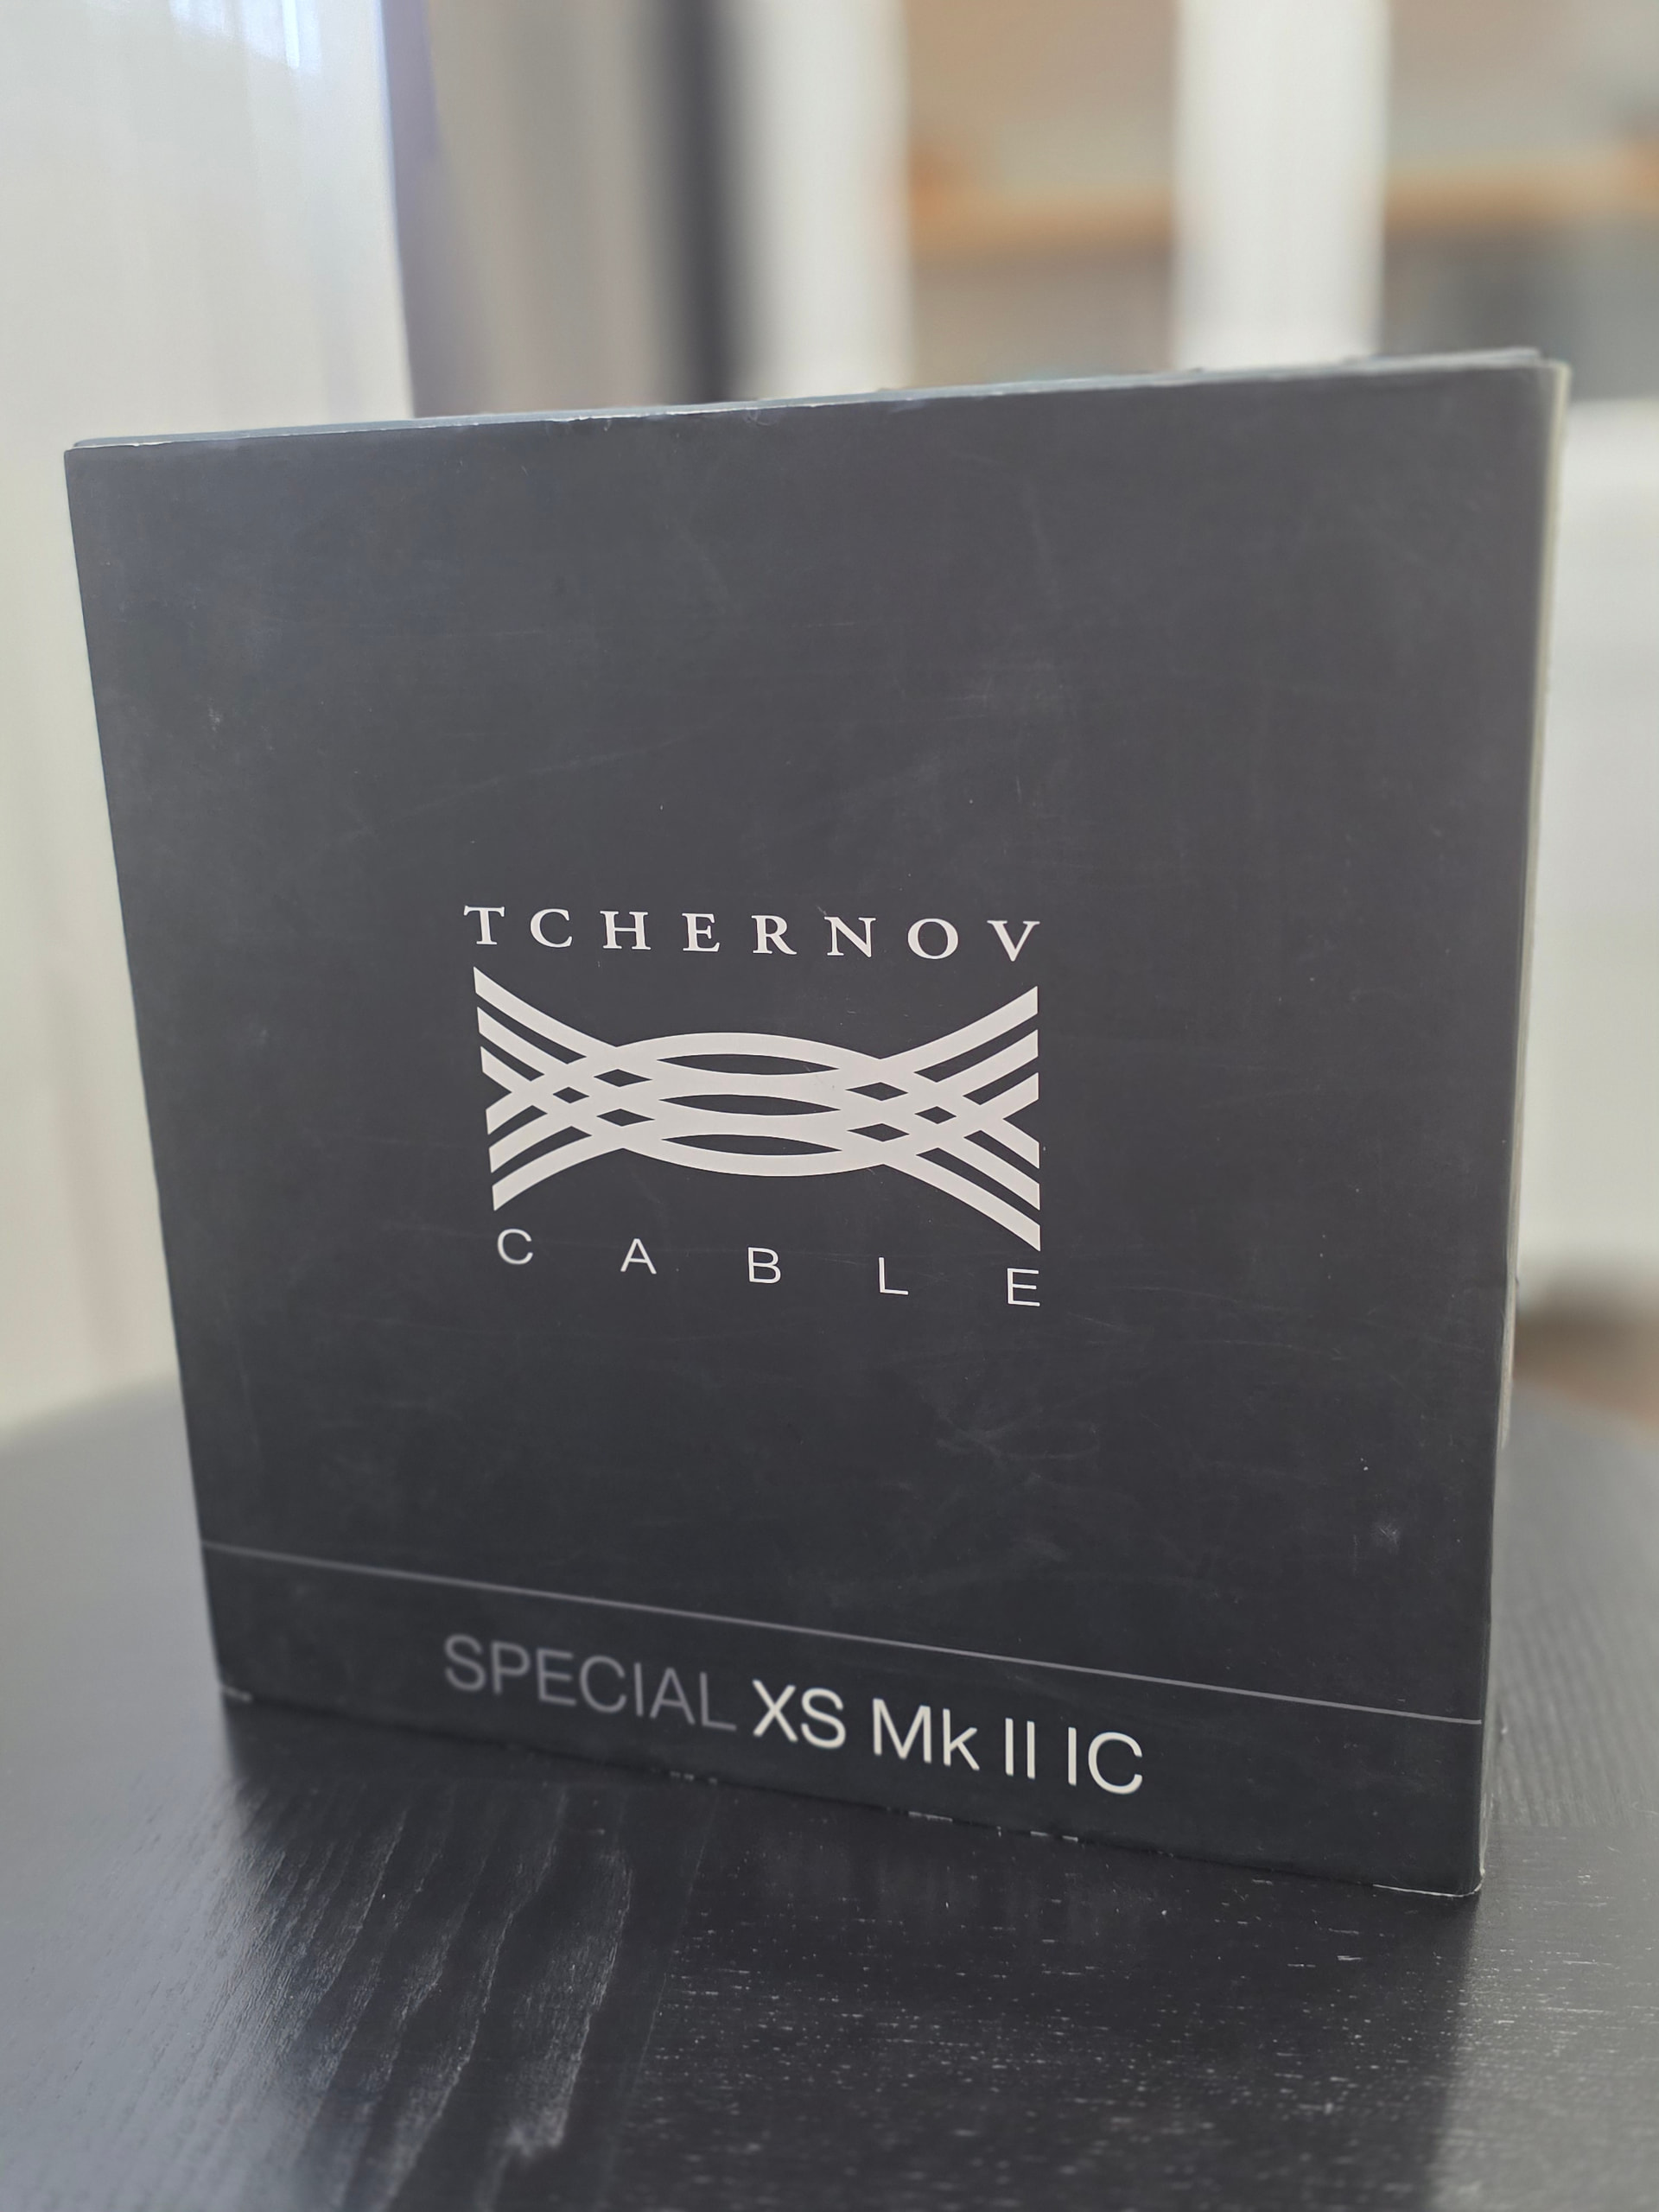 TCHERNOV
CABLE
SPECIAL XS Mk II IC